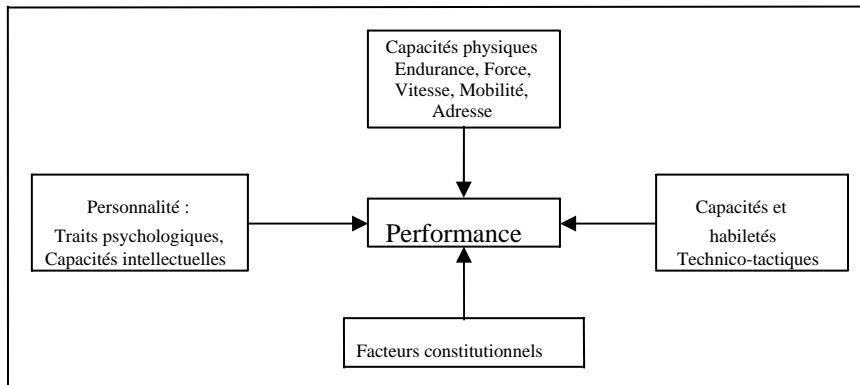 Capacités physiques
Endurance, Force,
Vitesse, Mobilité,
Adresse
Personnalité :
Traits psychologiques,
Capacités intellectuelles
Performance
Capacités et
habiletés
Technico-tactiques
Facteurs constitutionnels